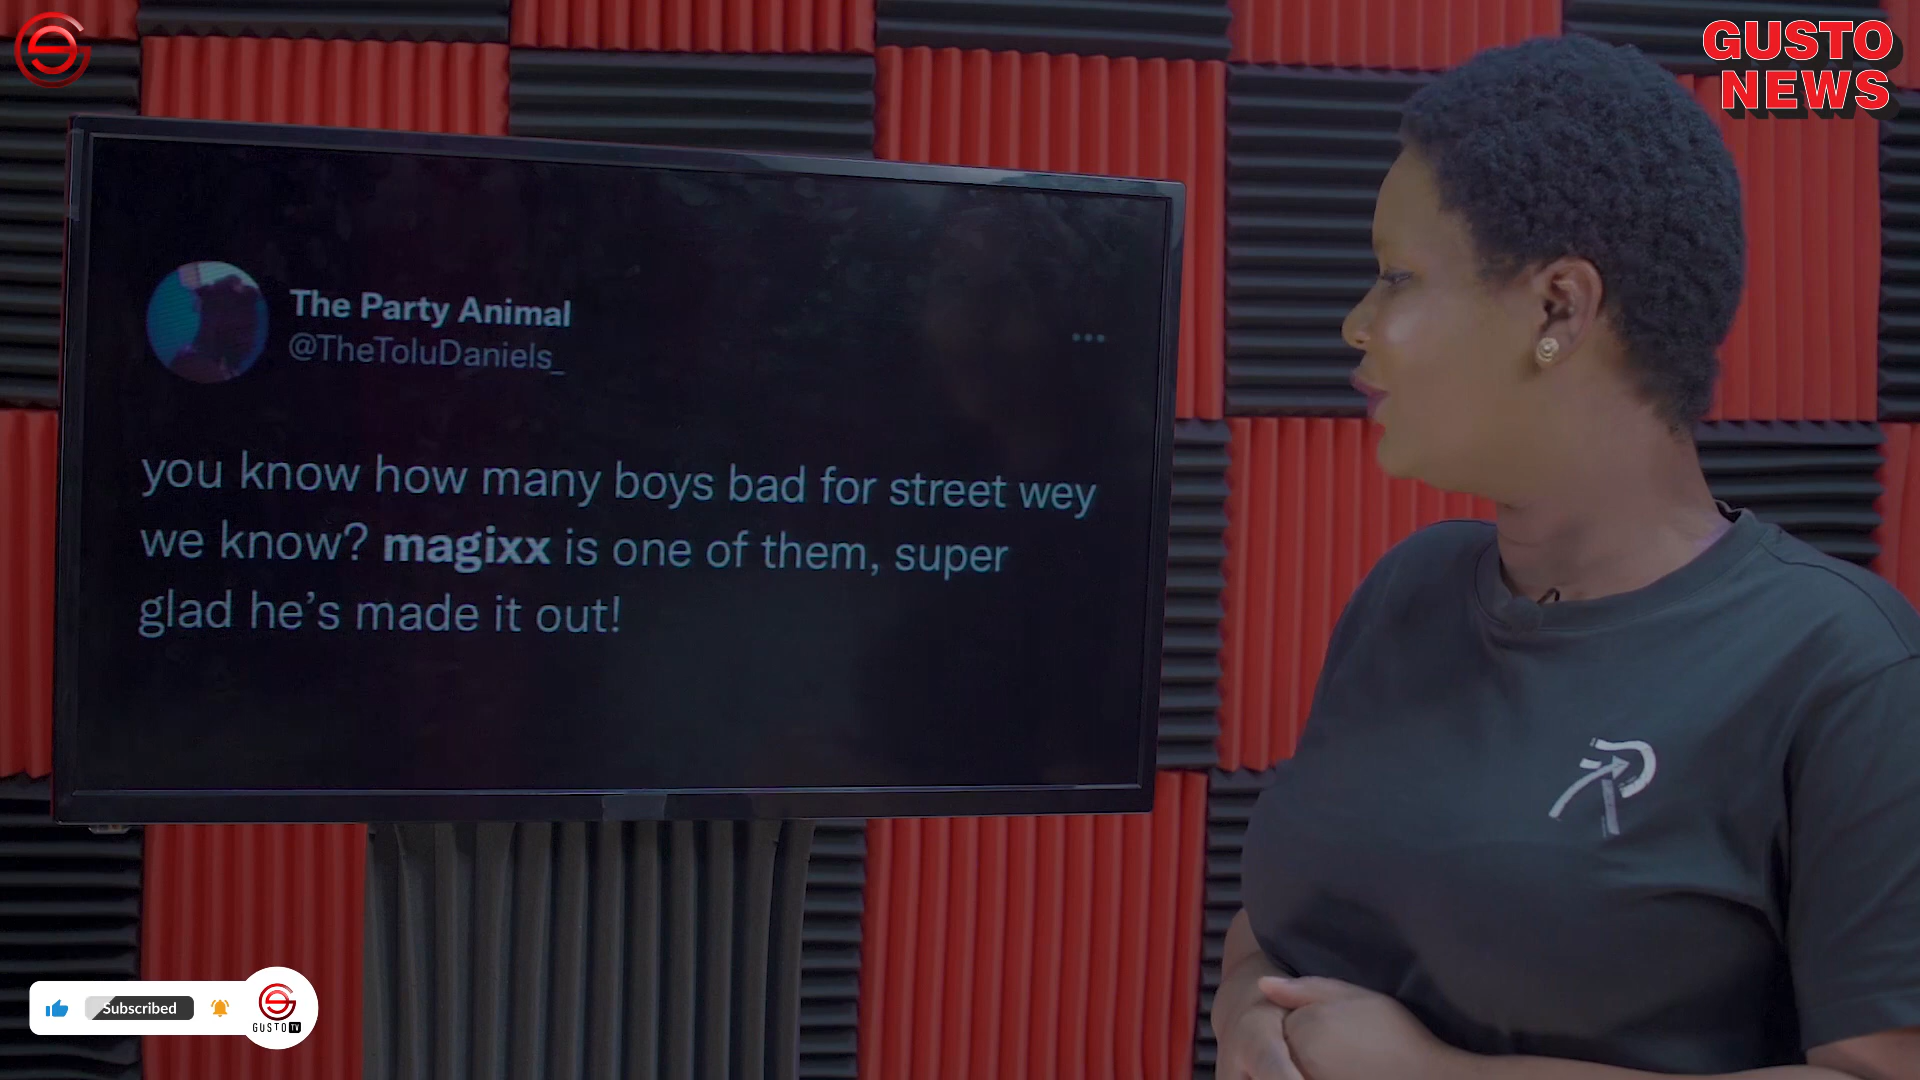 GUSTO
NEWS
The Party Animal
@TheToluDaniels_
you know how many boys bad for street wey
we know? magixx is one of them, super
glad he's made it out!
Subscribed
GUSTO TV